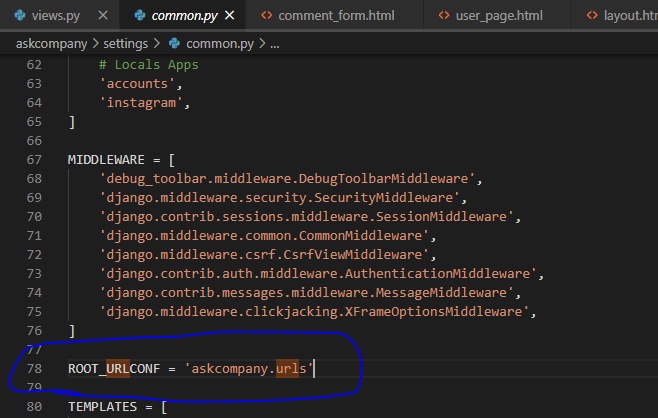 views.py common.py × comment_form.html user_page.html layout.ht
askcompany > settings > common.py > ...
62 # Locals Apps
63 'accounts',
64 'instagram',
65 ]
66
67 MIDDLEWARE = [
68 'debug_toolbar.middleware.DebugToolbarMiddleware',
69 'django.middleware.security.SecurityMiddleware',
70 'django.contrib.sessions.middleware.SessionMiddleware',
71 'django.middleware.common.CommonMiddleware',
72 'django.middleware.csrf.CsrfViewMiddleware',
73 'django.contrib.auth.middleware.AuthenticationMiddleware',
74 'django.contrib.messages.middleware.MessageMiddleware',
75 'django.middleware.clickjacking.XFrameOptionsMiddleware',
76 ]
77
78 ROOT_URLCONF = 'askcompany.urls'
79
80 TEMPLATES = [